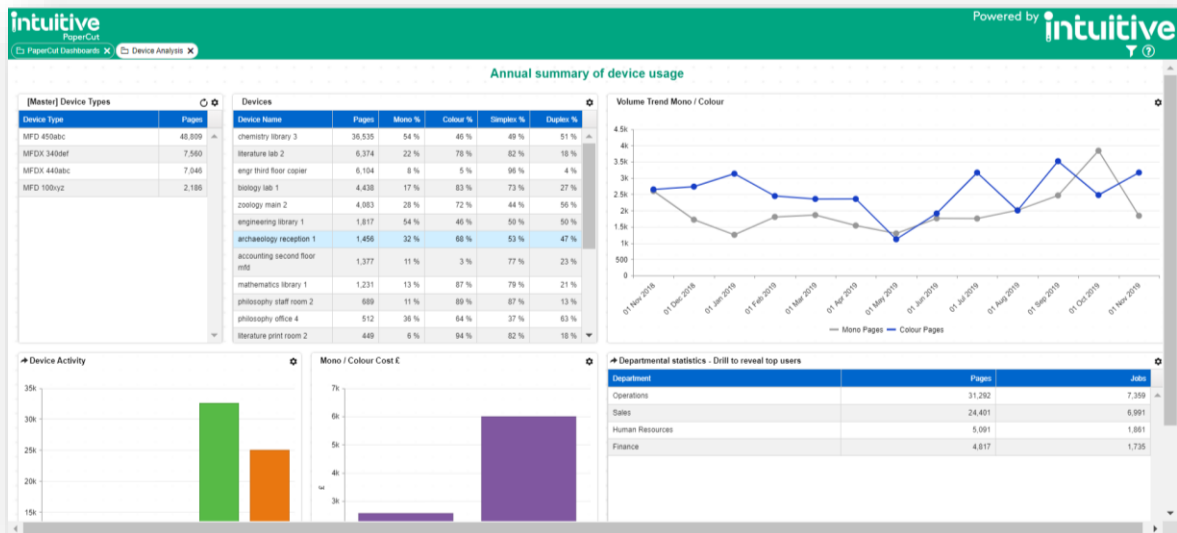 intuitive
PaperCut
Powered by intuitive
PaperCut Dashboards X Device Analysis X
Annual summary of device usage
[Master] Device Types
Device Type Pages
MFD 450abc 48,809
MFDX 340def 7,560
MFDX 440abc 7,046
MFD 100xyz 2,186
Devices
Device Name Pages Mono % Colour % Simplex % Duplex %
chemistry library 3 36,535 54 % 46 % 49 % 51 %
literature lab 2 6,374 22 % 78 % 82 % 18 %
engr third floor copier 6,104 8 % 5 % 96 % 4 %
biology lab 1 4,438 17 % 83 % 73 % 27 %
zoology main 2 4,083 28 % 72 % 44 % 56 %
engineering library 1 1,817 54 % 46 % 50 % 50 %
archaeology reception 1 1,456 32 % 68 % 53 % 47 %
accounting second floor
mfd 1,377 11 % 3 % 77 % 23 %
mathematics library 1 1,231 13 % 87 % 79 % 21 %
philosophy staff room 2 689 11 % 89 % 87 % 13 %
philosophy office 4 512 36 % 64 % 37 % 63 %
literature print room 2 449 6 % 94 % 82 % 18 %
Volume Trend Mono / Colour
4.5k
4k
3.5k
3k
2.5k
2k
1.5k
1k
500
0
01 Nov 2018 01 Dec 2018 01 Jan 2019 01 Feb 2019 01 Mar 2019 01 Apr 2019 01 May 2019 01 Jun 2019 01 Jul 2019 01 Aug 2019 01 Sep 2019 01 Oct 2019 01 Nov 2019
Mono Pages Colour Pages
Device Activity
35k
30k
25k
20k
15k
Mono / Colour Cost £
7k
6k
5k
4k
3k
£
Departmental statistics - Drill to reveal top users
Department Pages Jobs
Operations 31,292 7,359
Sales 24,401 6,991
Human Resources 5,091 1,861
Finance 4,817 1,735